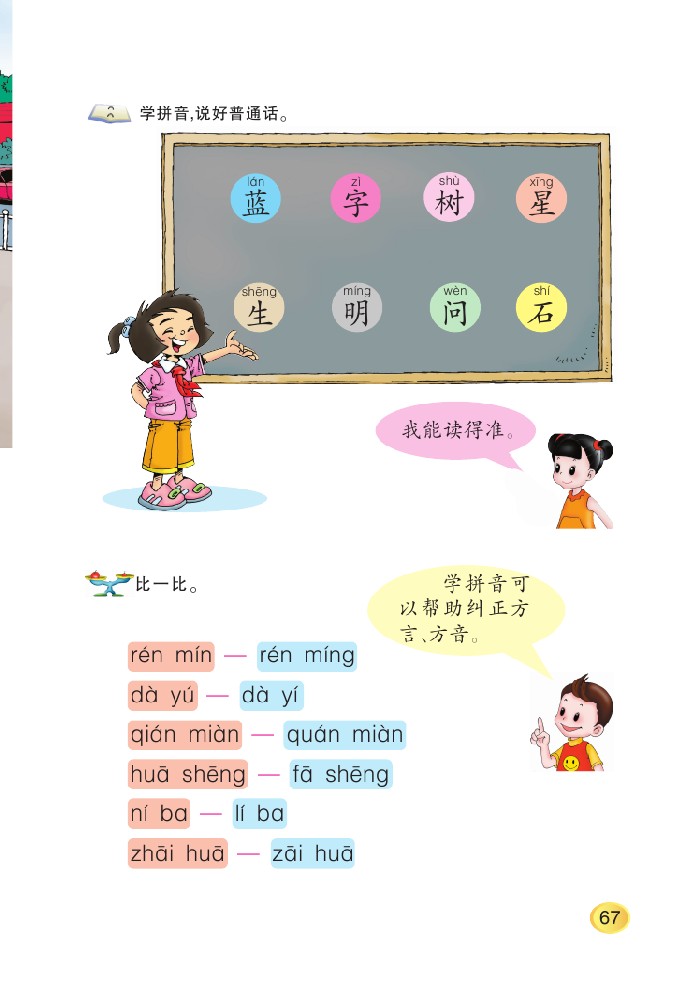 学拼音,说好普通话。
lán zì shù xīng
蓝 字 树 星
shēng míng wèn shí
生 明 问 石
我能读得准。
比一比。
学拼音可
以帮助纠正方
言、方音。
rén mín — rén míng
dà yú — dà yí
qián miàn — quán miàn
huā shēng — fā shēng
ní ba — lí ba
zhāi huā — zāi huā
67